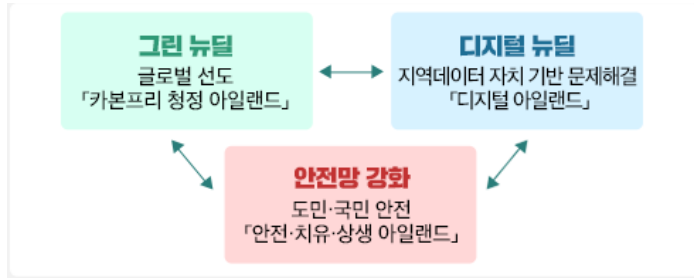 그린 뉴딜
글로벌 선도
「카본프리 청정 아일랜드」
디지털 뉴딜
지역데이터 자치 기반 문제해결
「디지털 아일랜드」
안전망 강화
도민·국민 안전
「안전·치유·상생 아일랜드」